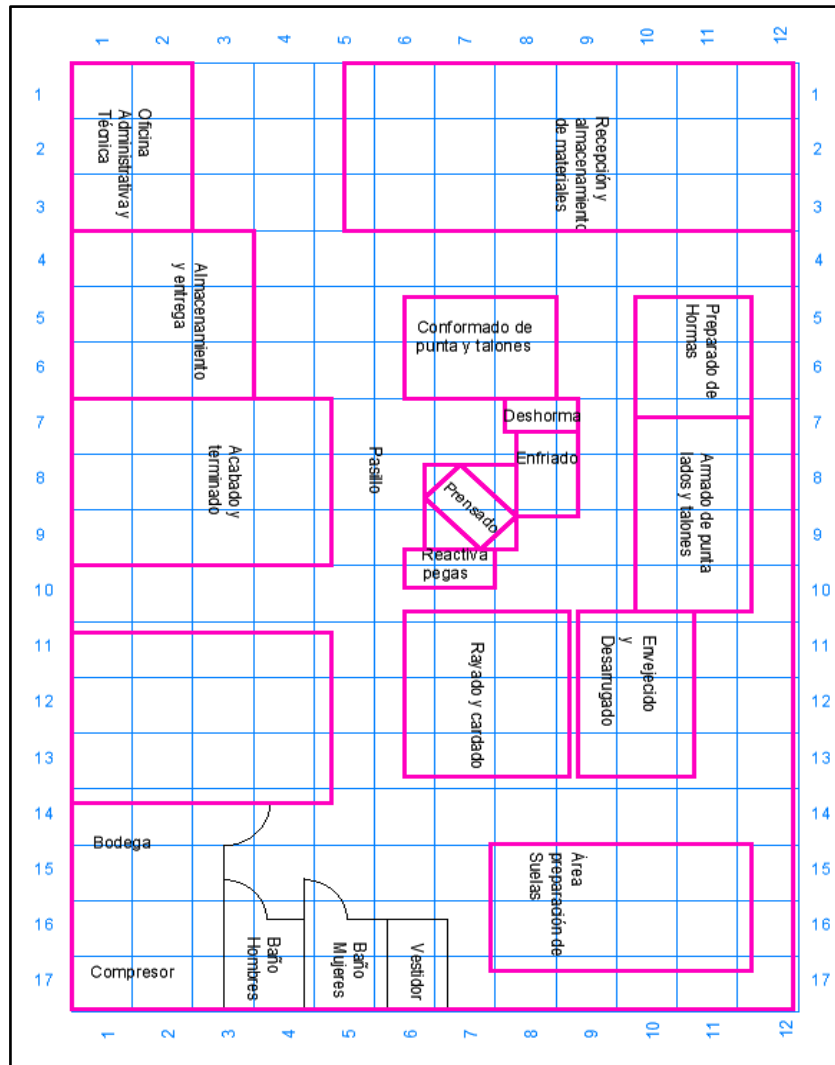 1 2 3 4 5 6 7 8 9 10 11 12
1
2
3
4
5
6
7
8
9
10
11
12
13
14
15
16
17
1
2
3
4
5
6
7
8
9
10
11
12
13
14
15
16
17
Oficina
Administrativa y
Técnica
Recepción y
almacenamiento
de materiales
Almacenamiento
y entrega
Conformado de
punta y talones
Preparado de
Hormas
Deshorma
Acabado y
terminado
Pasillo
Enfriado
Prensado
Armado de punta
lados y talones
Reactiva
pegas
Rayado y cardado
Envejecido
y
Desarrugado
Bodega
Área
preparación de
Suelas
Baño
Hombres
Baño
Mujeres
Vestidor
Compresor
1 2 3 4 5 6 7 8 9 10 11 12